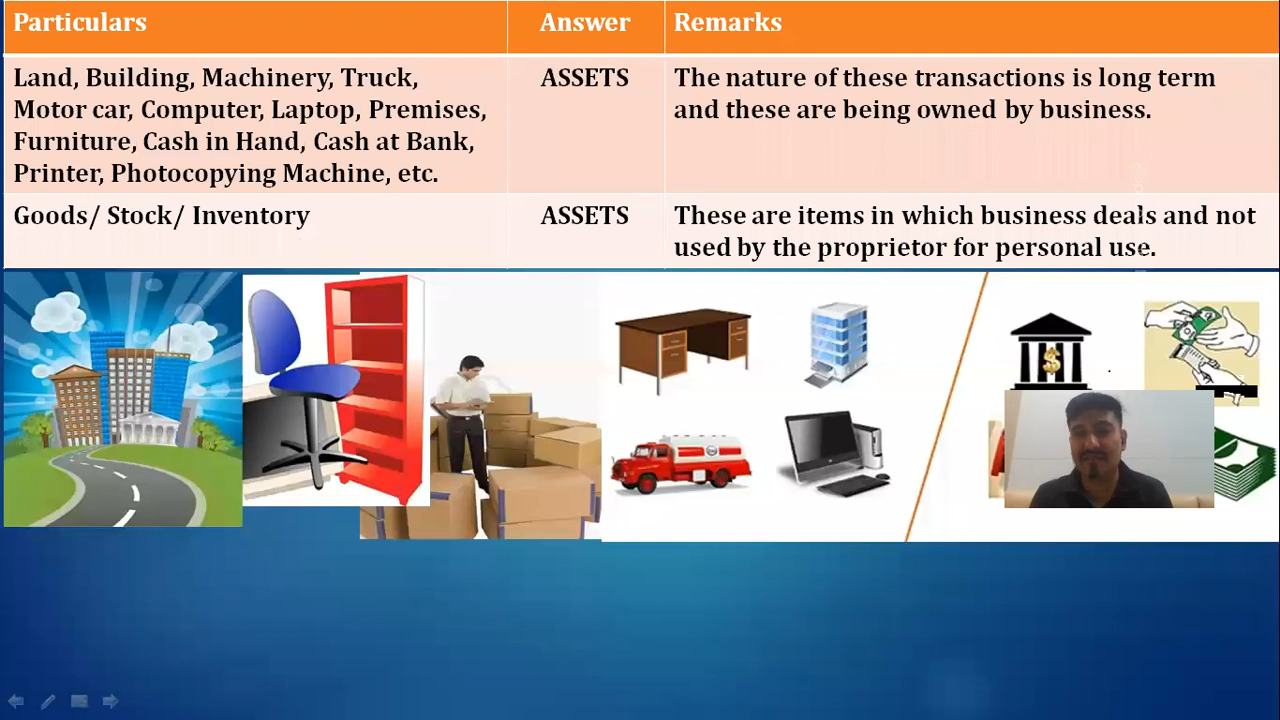 Particulars
Answer
Remarks
Land, Building, Machinery, Truck,
Motor car, Computer, Laptop, Premises,
Furniture, Cash in Hand, Cash at Bank,
Printer, Photocopying Machine, etc.
ASSETS
The nature of these transactions is long term
and these are being owned by business.
Goods/ Stock/ Inventory
ASSETS
These are items in which business deals and not
used by the proprietor for personal use.